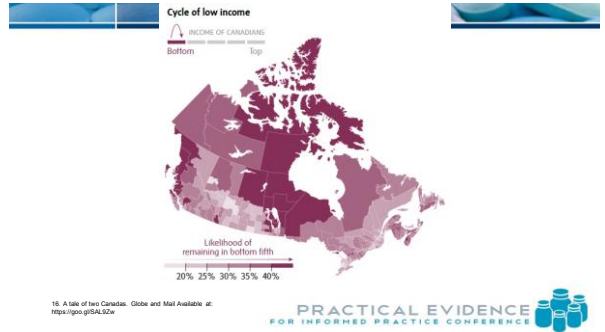 Cycle of low income
INCOME OF CANADIANS
Bottom Top
Likelihood of
remaining in bottom fifth
20% 25% 30% 35% 40%
16. A tale of two Canadas. Globe and Mail Available at:
https://goo.gl/SAL9Zw
PRACTICAL EVIDENCE
FOR INFORMED PRACTICE CONFERENCE